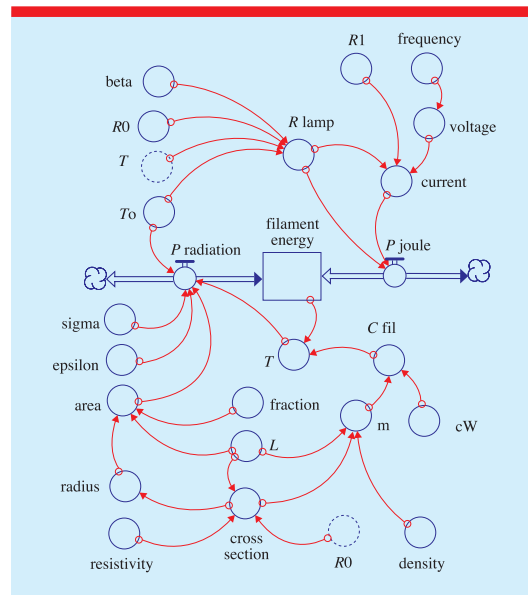 R1
frequency
beta
R lamp
R0
voltage
T
current
To
filament
energy
P radiation
P joule
sigma
C fil
epsilon
T
area
fraction
m
cW
L
radius
cross
section
resistivity
R0
density